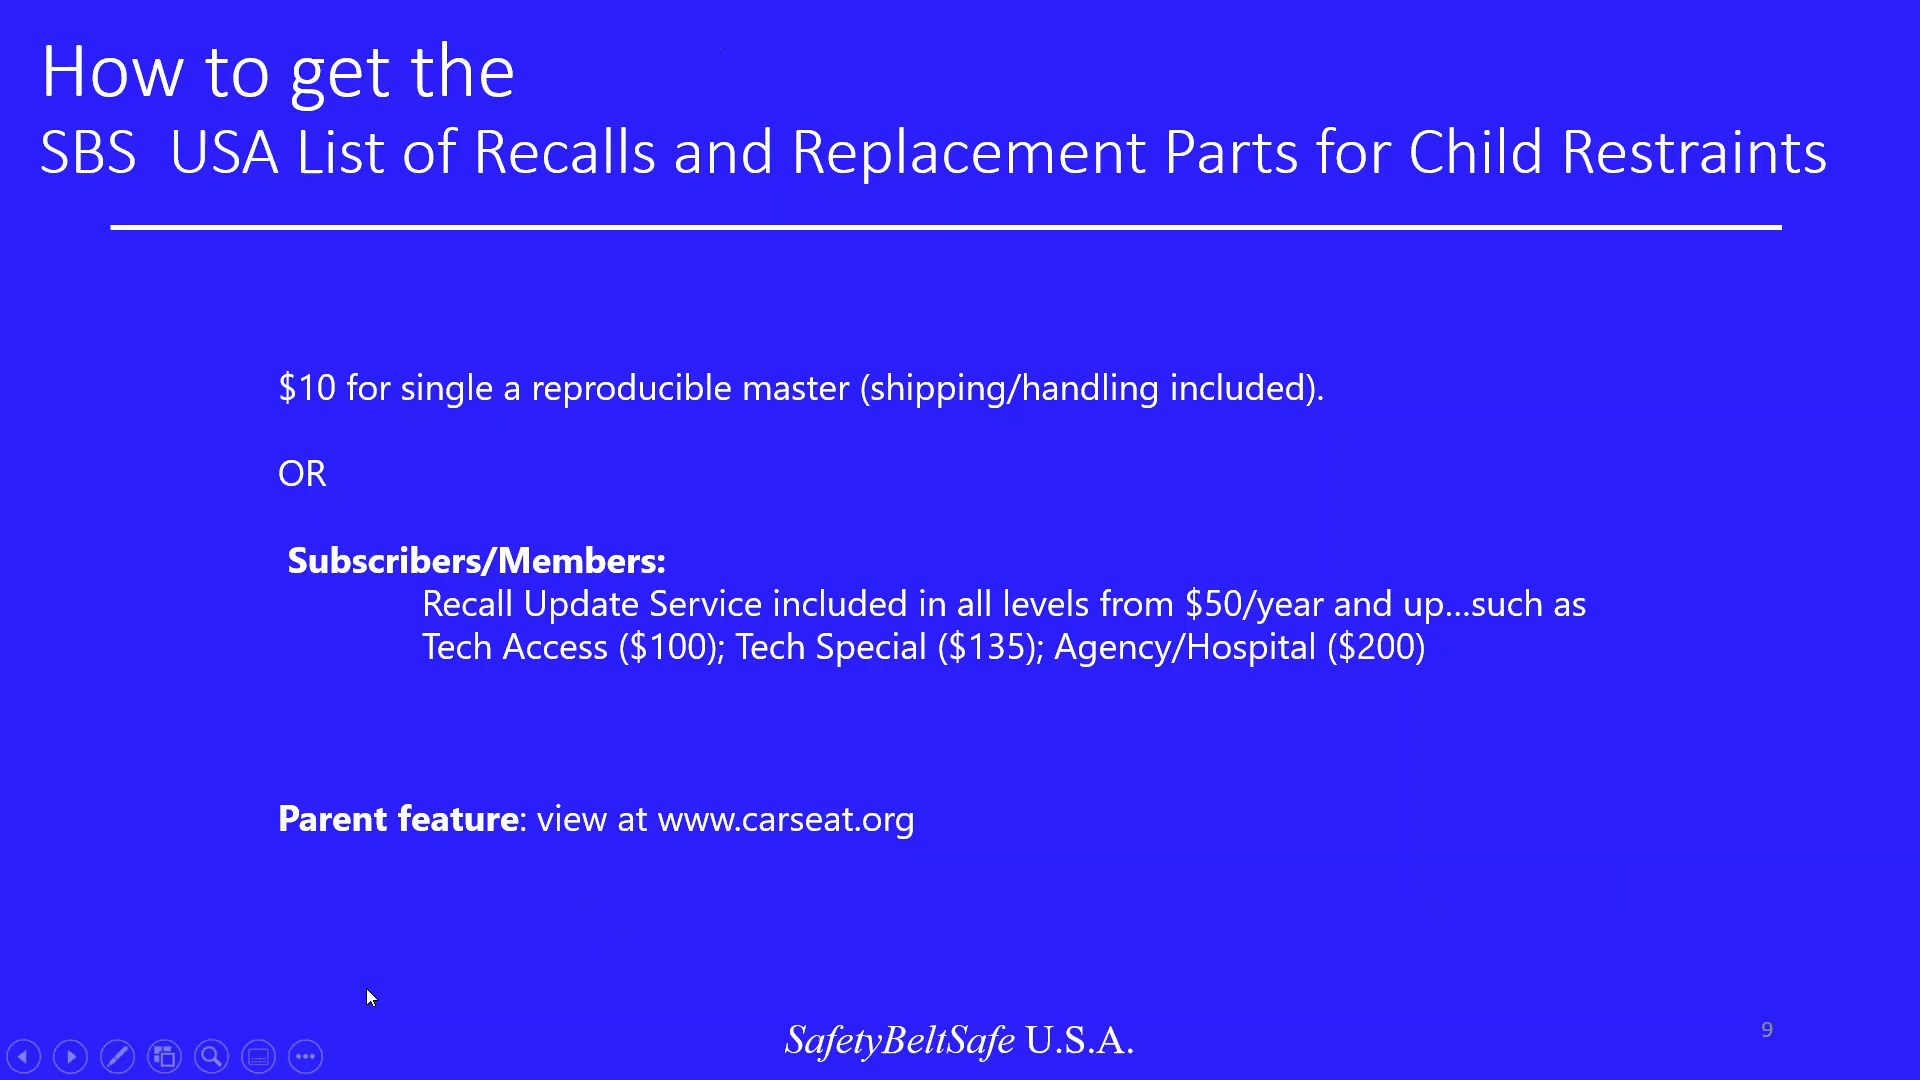 How to get the
SBS  USA List of Recalls and Replacement Parts for Child Restraints
$10 for single a reproducible master (shipping/handling included).
OR
Subscribers/Members:
Recall Update Service included in all levels from $50/year and up...such as
Tech Access ($100); Tech Special ($135); Agency/Hospital ($200)
Parent feature: view at www.carseat.org
SafetyBeltSafe U.S.A.
9